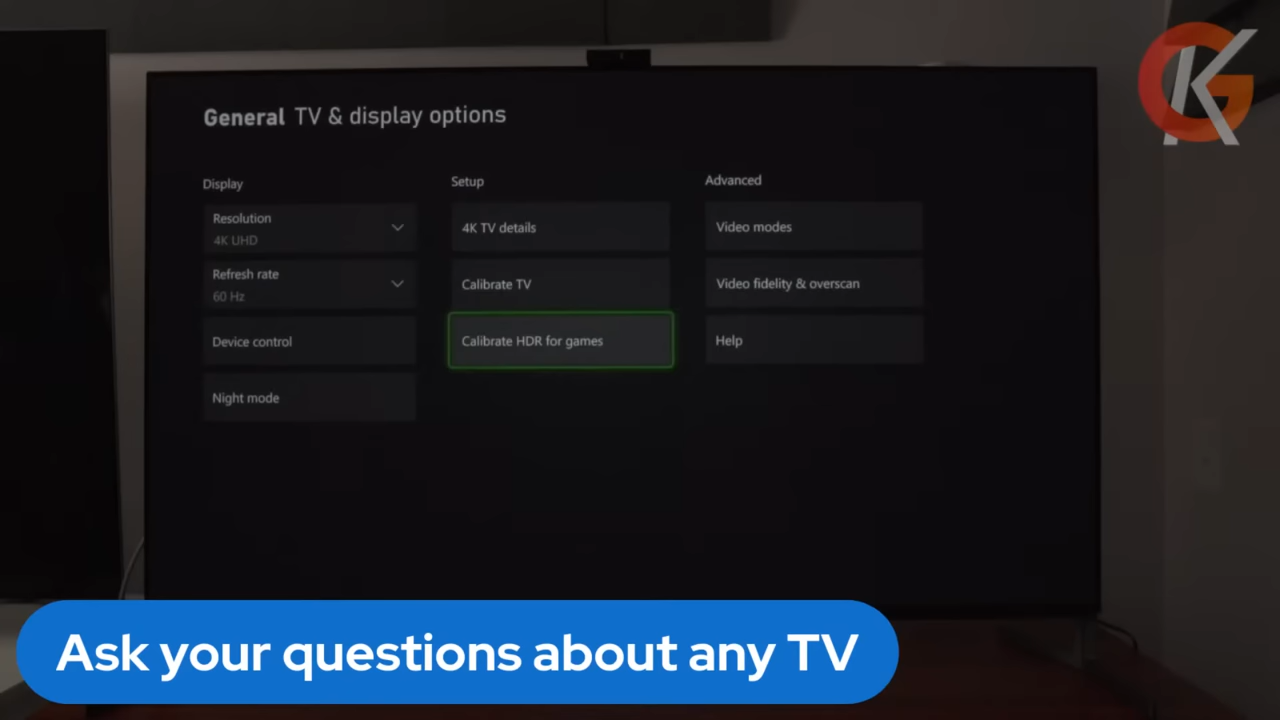 GK
General TV & display options
Display
Resolution
4K UHD
Refresh rate
60 Hz
Device control
Night mode
Setup
4K TV details
Calibrate TV
Calibrate HDR for games
Advanced
Video modes
Video fidelity & overscan
Help
Ask your questions about any TV